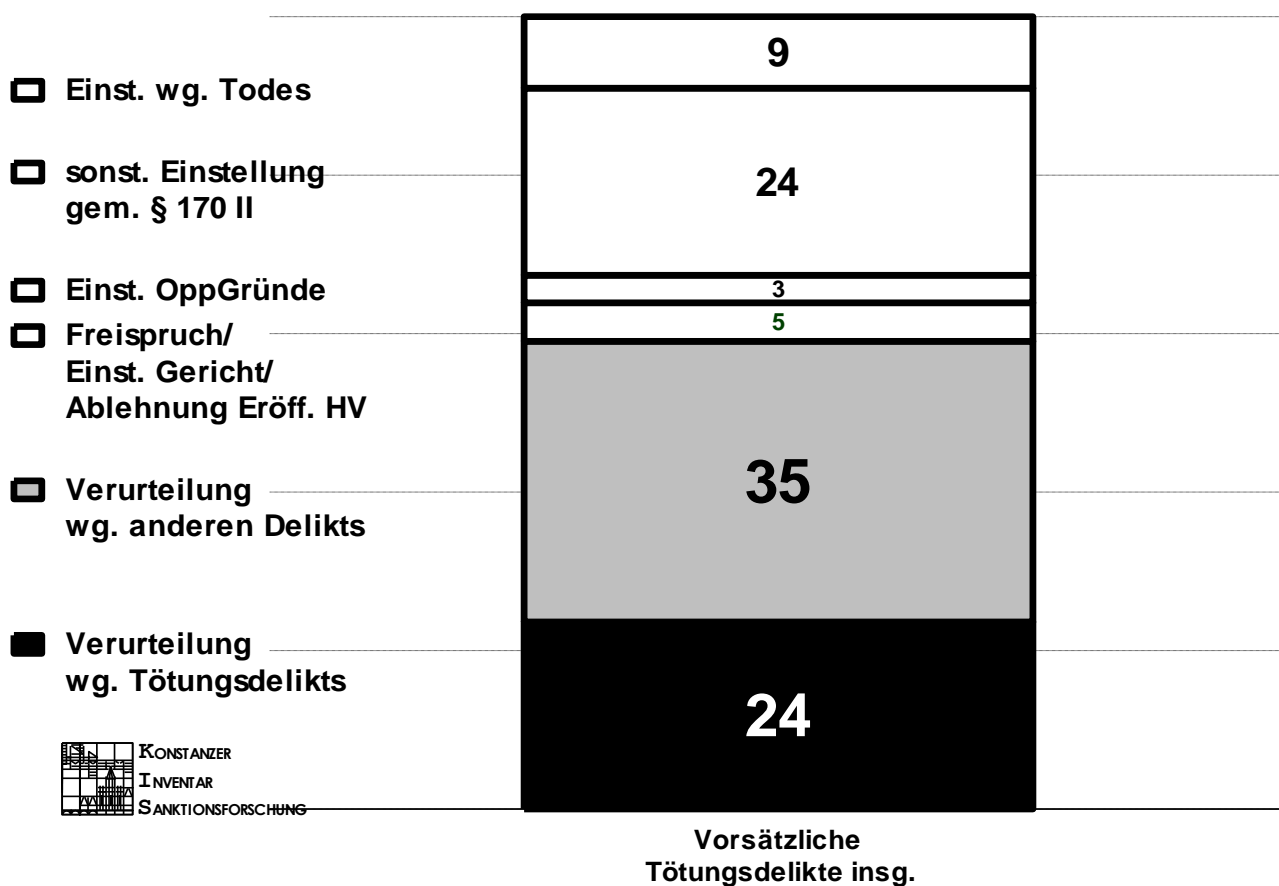 9
Einst. wg. Todes
sonst. Einstellung
gem. § 170 II
24
Einst. OppGründe
3
Freispruch/
Einst. Gericht/
Ablehnung Eröff. HV
5
Verurteilung
wg. anderen Delikts
35
Verurteilung
wg. Tötungsdelikts
24
KONSTANZER
INVENTAR
SANKTIONSFORSCHUNG
Vorsätzliche
Tötungsdelikte insg.